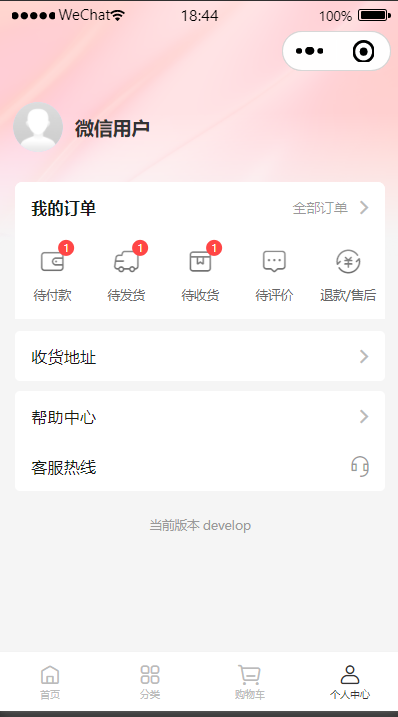 WeChat 18:44 100%
微信用户
我的订单 全部订单
1 1 1
待付款 待发货 待收货 待评价 退款/售后
收货地址
帮助中心
客服热线
当前版本 develop
首页 分类 购物车 个人中心